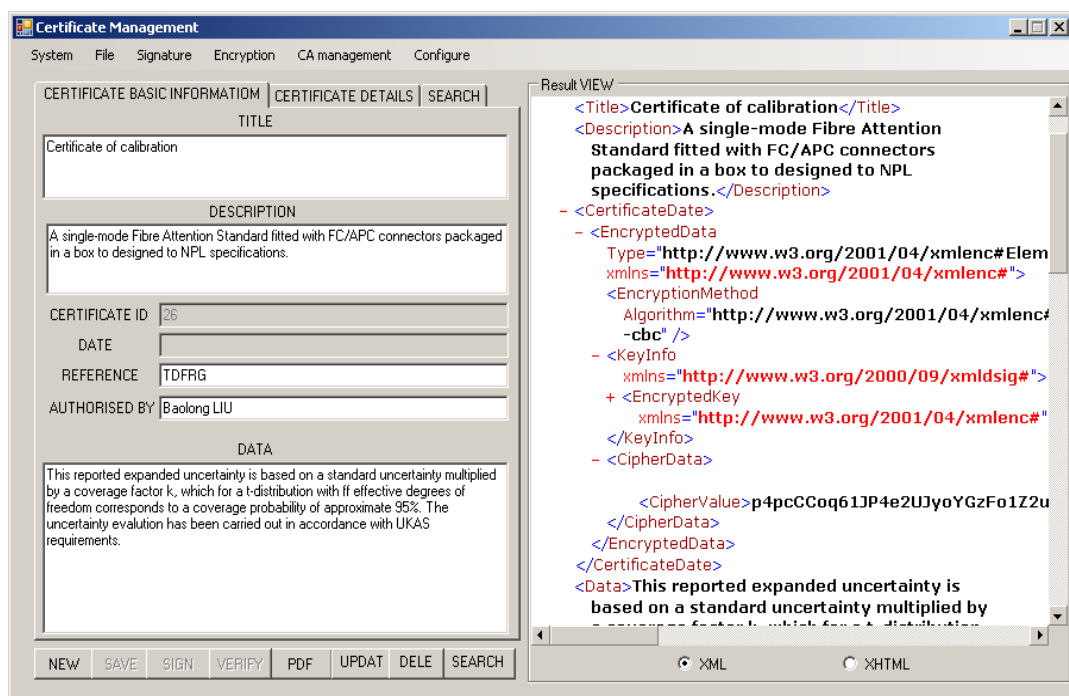 Certificate Management
System File Signature Encryption CA management Configure
CERTIFICATE BASIC INFORMATIOM CERTIFICATE DETAILS SEARCH
TITLE
Certificate of calibration
DESCRIPTION
A single-mode Fibre Attention Standard fitted with FC/APC connectors packaged
in a box to designed to NPL specifications.
CERTIFICATE ID 26
DATE
REFERENCE TDFRG
AUTHORISED BY Baolong LIU
DATA
This reported expanded uncertainty is based on a standard uncertainty multiplied
by a coverage factor k, which for a t-distribution with ff effective degrees of
freedom corresponds to a coverage probability of approximate 95%. The
uncertainty evalution has been carried out in accordance with UKAS
requirements.
NEW SAVE SIGN VERIFY PDF UPDAT DELE SEARCH
Result VIEW
<Title>Certificate of calibration</Title>
<Description>A single-mode Fibre Attention
Standard fitted with FC/APC connectors
packaged in a box to designed to NPL
specifications.</Description>
- <CertificateDate>
- <EncryptedData
Type="http://www.w3.org/2001/04/xmlenc#Elem
xmlns="http://www.w3.org/2001/04/xmlenc#">
<EncryptionMethod
Algorithm="http://www.w3.org/2001/04/xmlenc#
-cbc" />
- <KeyInfo
xmlns="http://www.w3.org/2000/09/xmldsig#">
+ <EncryptedKey
xmlns="http://www.w3.org/2001/04/xmlenc#"
</KeyInfo>
- <CipherData>
<CipherValue>p4pcCCoq61JP4e2UJyoYGzFo1Z2u
</CipherData>
</EncryptedData>
</CertificateDate>
<Data>This reported expanded uncertainty is
based on a standard uncertainty multiplied by
a coverage factor k, which for a t-distribution
XML XHTML